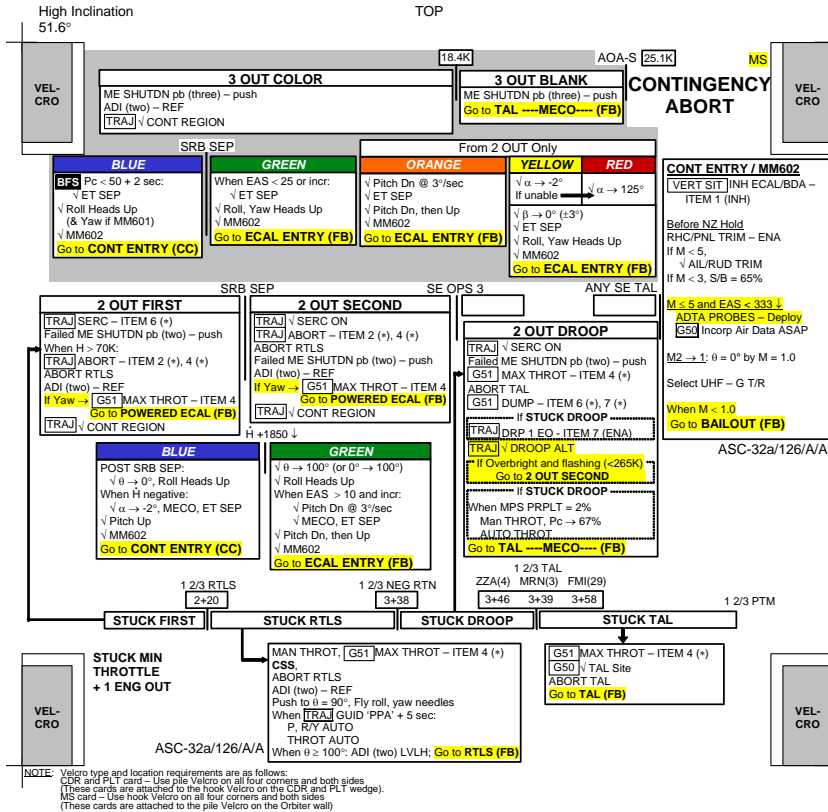 High Inclination
51.6°
TOP
18.4K
AOA-S 25.1K
MS
VEL-
CRO
VEL-
CRO
CONTINGENCY
ABORT
3 OUT COLOR
ME SHUTDN pb (three) – push
ADI (two) – REF
TRAJ √ CONT REGION
3 OUT BLANK
ME SHUTDN pb (three) – push
Go to TAL ----MECO---- (FB)
SRB SEP
From 2 OUT Only
BLUE
BFS Pc < 50 + 2 sec:
√ ET SEP
√ Roll Heads Up
(& Yaw if MM601)
√ MM602
Go to CONT ENTRY (CC)
GREEN
When EAS < 25 or incr:
√ ET SEP
√ Roll, Yaw Heads Up
√ MM602
Go to ECAL ENTRY (FB)
ORANGE
√ Pitch Dn @ 3°/sec
√ ET SEP
√ Pitch Dn, then Up
√ MM602
Go to ECAL ENTRY (FB)
YELLOW
RED
√ α → -2°
If unable
√ α → 125°
√ β → 0° (±3°)
√ ET SEP
√ Roll, Yaw Heads Up
√ MM602
Go to ECAL ENTRY (FB)
CONT ENTRY / MM602
VERT SIT INH ECAL/BDA –
ITEM 1 (INH)
Before NZ Hold
RHC/PNL TRIM – ENA
If M < 5,
√ AIL/RUD TRIM
If M < 3, S/B = 65%
M ≤ 5 and EAS < 333 ↓
ADTA PROBES – Deploy
G50 Incorp Air Data ASAP
M2 → 1: θ = 0° by M = 1.0
Select UHF – G T/R
When M < 1.0
Go to BAILOUT (FB)
ASC-32a/126/A/A
SRB SEP
SE OPS 3
ANY SE TAL
2 OUT FIRST
TRAJ SERC – ITEM 6 (*)
Failed ME SHUTDN pb (two) – push
When H > 70K:
TRAJ ABORT – ITEM 2 (*), 4 (*)
ABORT RTLS
ADI (two) – REF
If Yaw → G51 MAX THROT – ITEM 4
Go to POWERED ECAL (FB)
TRAJ √ CONT REGION
2 OUT SECOND
TRAJ √ SERC ON
TRAJ ABORT – ITEM 2 (*), 4 (*)
ABORT RTLS
Failed ME SHUTDN pb (two) – push
ADI (two) – REF
If Yaw → G51 MAX THROT – ITEM 4
Go to POWERED ECAL (FB)
TRAJ √ CONT REGION
2 OUT DROOP
TRAJ √ SERC ON
Failed ME SHUTDN pb (two) – push
G51 MAX THROT – ITEM 4 (*)
ABORT TAL
G51 DUMP – ITEM 6 (*), 7 (*)
If STUCK DROOP
TRAJ DRP 1 EO - ITEM 7 (ENA)
TRAJ √ DROOP ALT
If Overbright and flashing (<265K)
Go to 2 OUT SECOND
If STUCK DROOP
When MPS PRPLT = 2%
Man THROT, Pc → 67%
AUTO THROT
Go to TAL ----MECO---- (FB)
Ḣ +1850 ↓
BLUE
POST SRB SEP:
√ θ → 0°, Roll Heads Up
When Ḣ negative:
√ α → -2°, MECO, ET SEP
√ Pitch Up
√ MM602
Go to CONT ENTRY (CC)
GREEN
√ θ → 100° (or 0° → 100°)
√ Roll Heads Up
When EAS > 10 and incr:
√ Pitch Dn @ 3°/sec
√ MECO, ET SEP
√ Pitch Dn, then Up
√ MM602
Go to ECAL ENTRY (FB)
1 2/3 RTLS
2+20
1 2/3 NEG RTN
3+38
1 2/3 TAL
ZZA(4) MRN(3) FMI(29)
3+46 3+39 3+58
1 2/3 PTM
STUCK FIRST
STUCK RTLS
STUCK DROOP
STUCK TAL
STUCK MIN
THROTTLE
+ 1 ENG OUT
MAN THROT, G51 MAX THROT – ITEM 4 (*)
CSS,
ABORT RTLS
ADI (two) – REF
Push to θ = 90°, Fly roll, yaw needles
When TRAJ GUID 'PPA' + 5 sec:
P, R/Y AUTO
THROT AUTO
When θ ≥ 100°: ADI (two) LVLH; Go to RTLS (FB)
G51 MAX THROT – ITEM 4 (*)
G50 √ TAL Site
ABORT TAL
Go to TAL (FB)
VEL-
CRO
VEL-
CRO
ASC-32a/126/A/A
NOTE: Velcro type and location requirements are as follows:
CDR and PLT card – Use pile Velcro on all four corners and both sides
(These cards are attached to the hook Velcro on the CDR and PLT wedge).
MS card – Use hook Velcro on all four corners and both sides
(These cards are attached to the pile Velcro on the Orbiter wall)